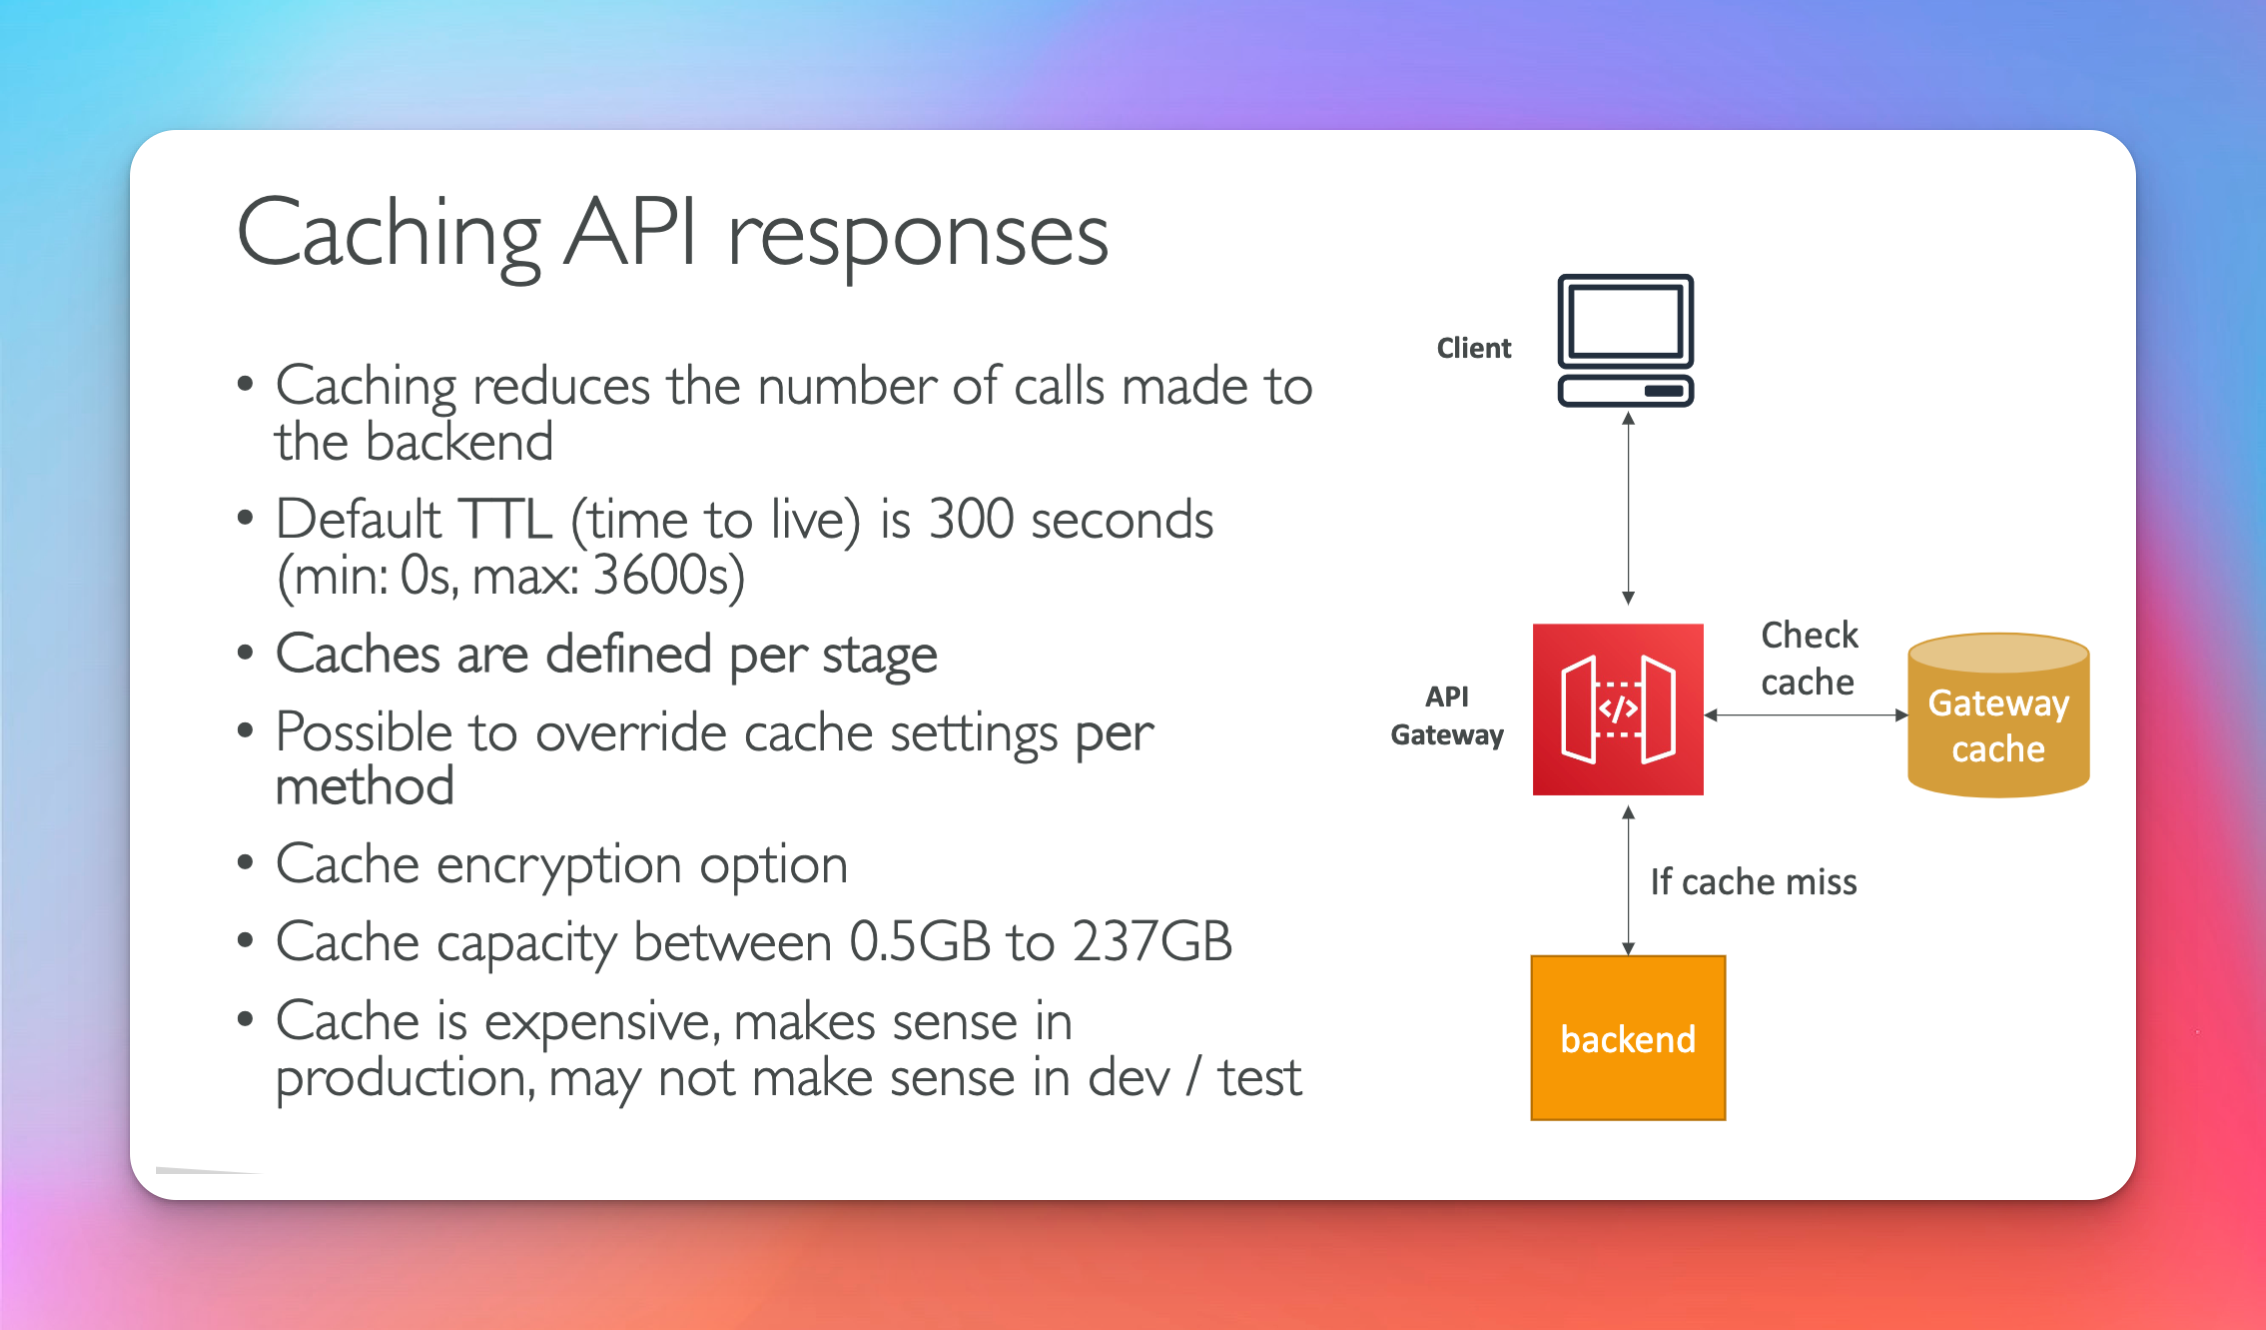 Caching API responses
• Caching reduces the number of calls made to
the backend
• Default TTL (time to live) is 300 seconds
(min: 0s, max: 3600s)
• Caches are defined per stage
• Possible to override cache settings per
method
• Cache encryption option
• Cache capacity between 0.5GB to 237GB
• Cache is expensive, makes sense in
production, may not make sense in dev / test
Client
API
Gateway
</>
Check
cache
Gateway
cache
If cache miss
backend